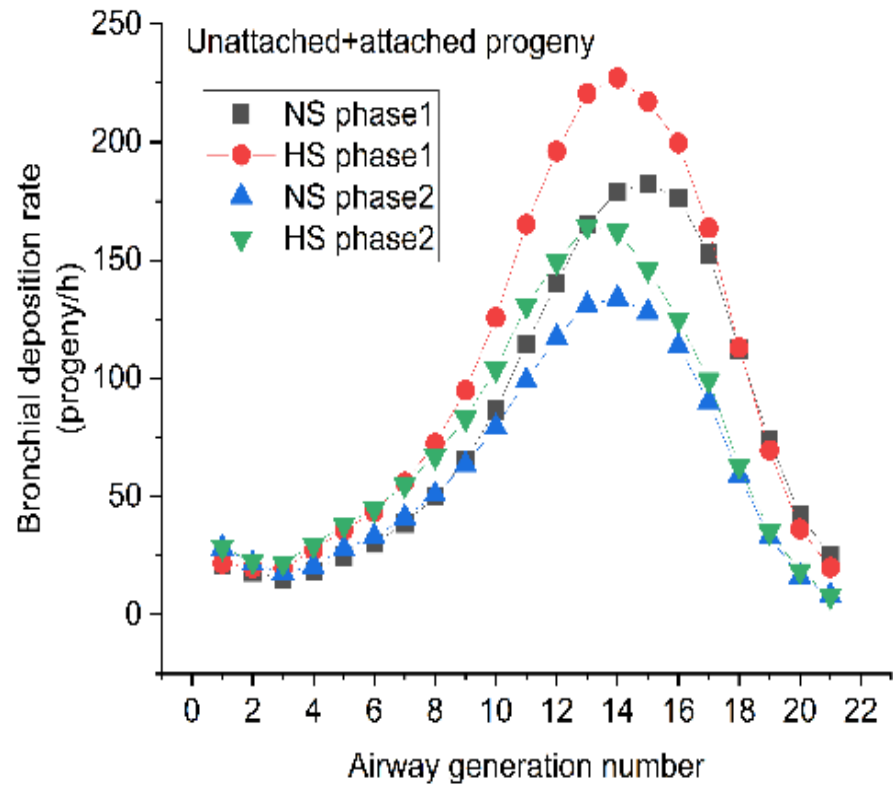 Unattached+attached progeny
NS phase1
HS phase1
NS phase2
HS phase2
250
200
150
100
50
0
Bronchial deposition rate
(progeny/h)
0 2 4 6 8 10 12 14 16 18 20 22
Airway generation number